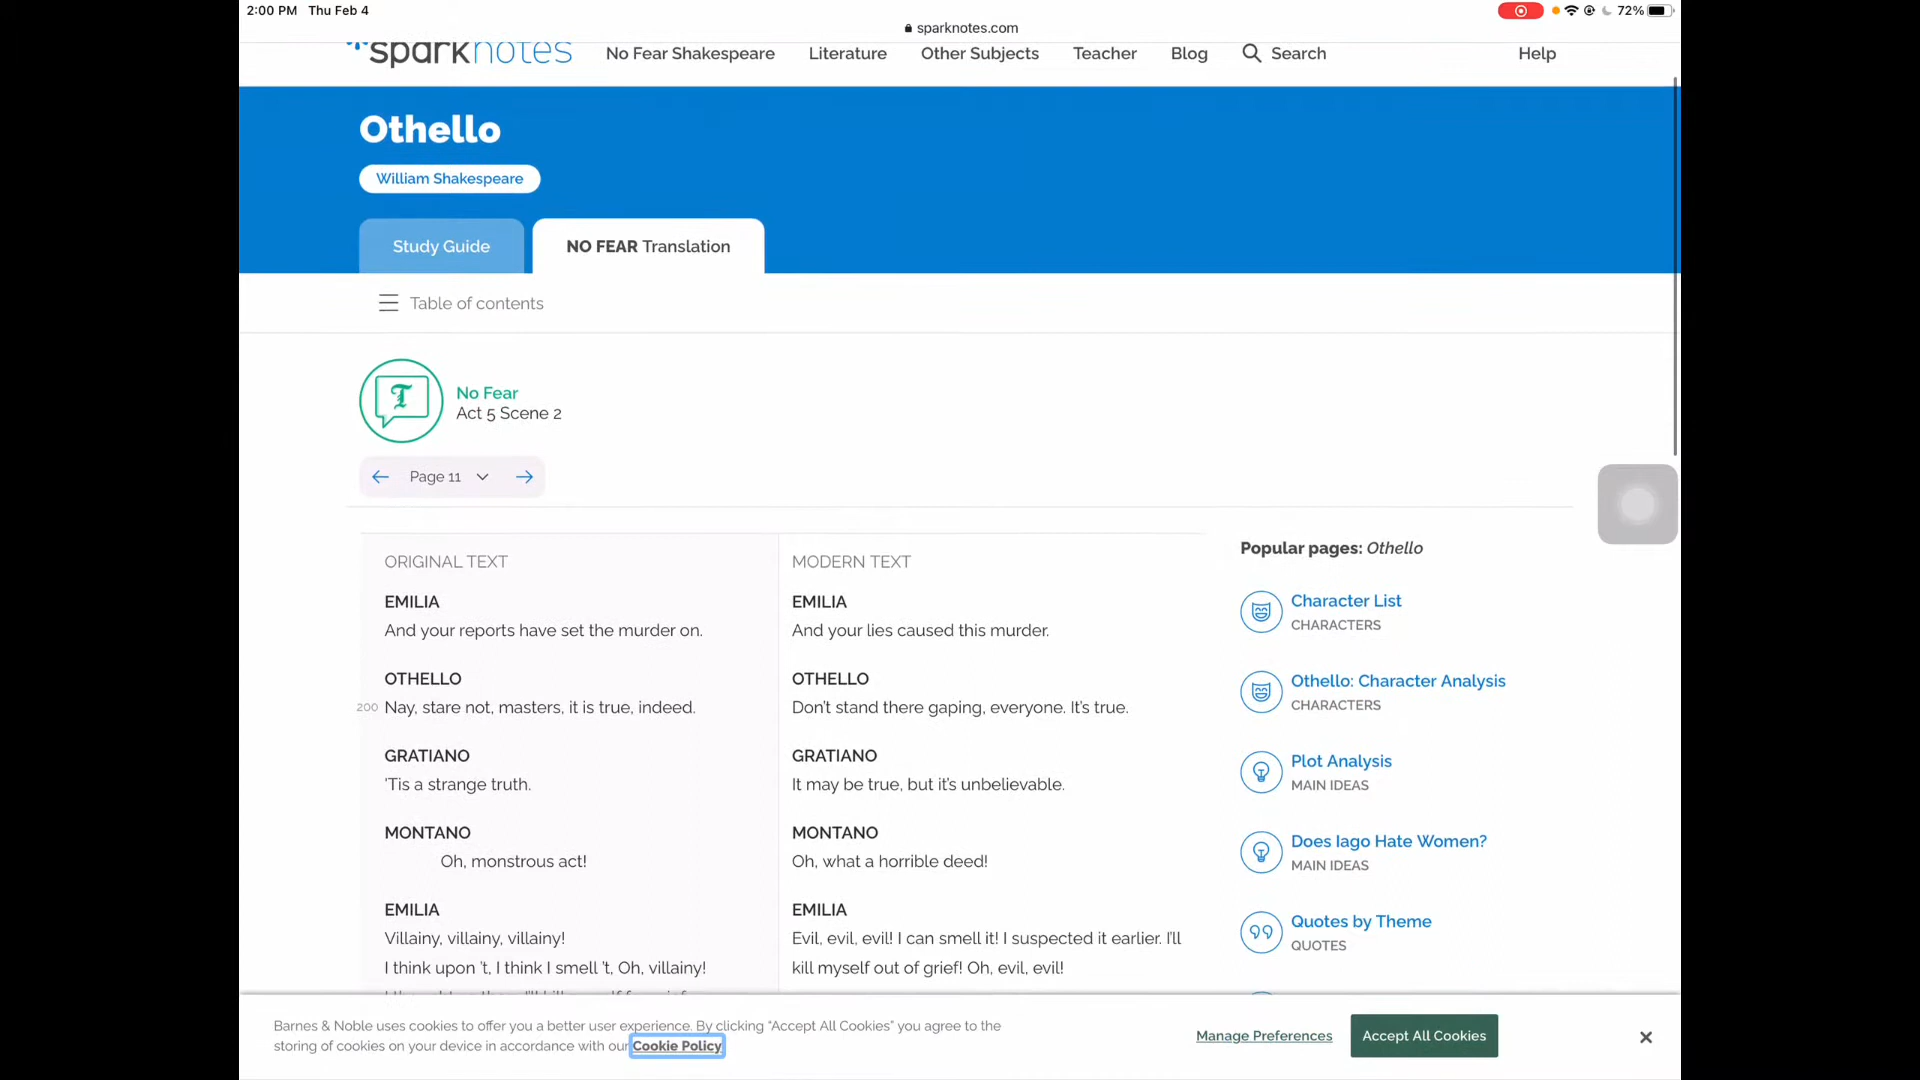 2:00 PM Thu Feb 4
72%
sparknotes.com
sparknotes No Fear Shakespeare Literature Other Subjects Teacher Blog Search Help
Othello
William Shakespeare
Study Guide
NO FEAR Translation
Table of contents
T
No Fear
Act 5 Scene 2
Page 11
ORIGINAL TEXT
EMILIA
And your reports have set the murder on.
OTHELLO
200 Nay, stare not, masters, it is true, indeed.
GRATIANO
'Tis a strange truth.
MONTANO
Oh, monstrous act!
EMILIA
Villainy, villainy, villainy!
I think upon 't, I think I smell 't, Oh, villainy!
MODERN TEXT
EMILIA
And your lies caused this murder.
OTHELLO
Don't stand there gaping, everyone. It's true.
GRATIANO
It may be true, but it's unbelievable.
MONTANO
Oh, what a horrible deed!
EMILIA
Evil, evil, evil! I can smell it! I suspected it earlier. I'll
kill myself out of grief! Oh, evil, evil!
Popular pages: Othello
Character List
CHARACTERS
Othello: Character Analysis
CHARACTERS
Plot Analysis
MAIN IDEAS
Does Iago Hate Women?
MAIN IDEAS
Quotes by Theme
QUOTES
Barnes & Noble uses cookies to offer you a better user experience. By clicking "Accept All Cookies" you agree to the
storing of cookies on your device in accordance with our Cookie Policy
Manage Preferences
Accept All Cookies